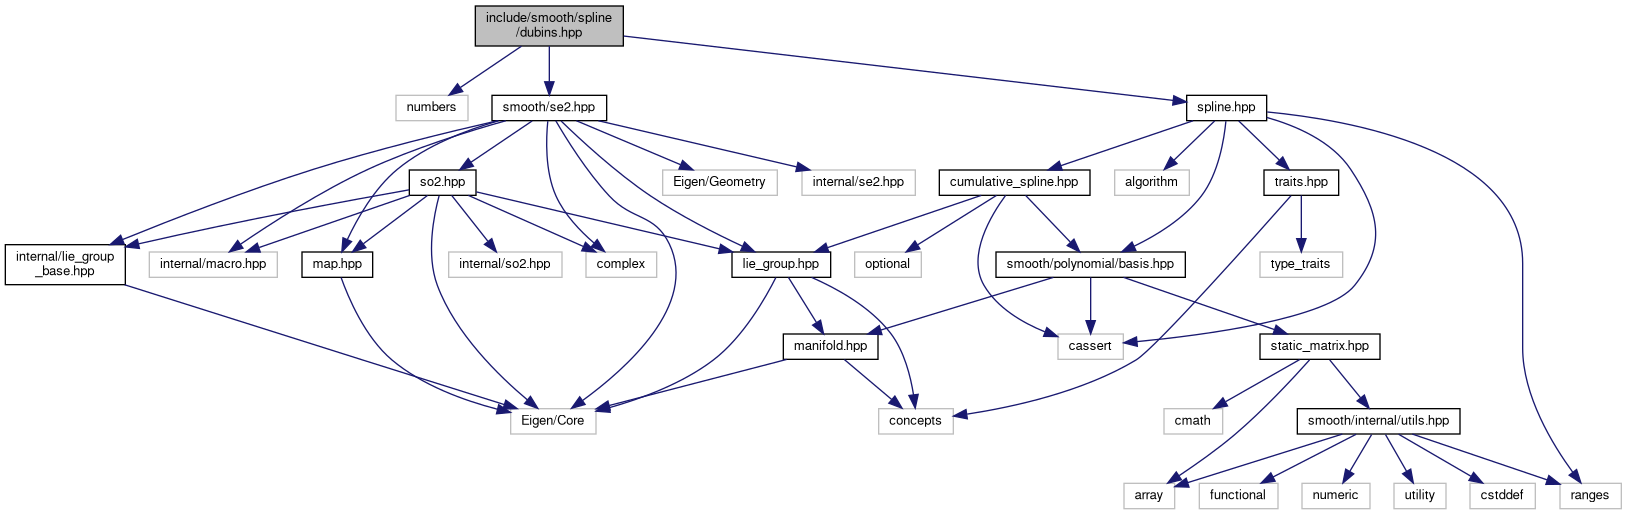 include/smooth/spline
/dubins.hpp
numbers
smooth/se2.hpp
spline.hpp
so2.hpp
Eigen/Geometry
internal/se2.hpp
cumulative_spline.hpp
algorithm
traits.hpp
internal/lie_group
_base.hpp
internal/macro.hpp
map.hpp
internal/so2.hpp
complex
lie_group.hpp
optional
smooth/polynomial/basis.hpp
type_traits
manifold.hpp
cassert
static_matrix.hpp
Eigen/Core
concepts
cmath
smooth/internal/utils.hpp
array
functional
numeric
utility
cstddef
ranges